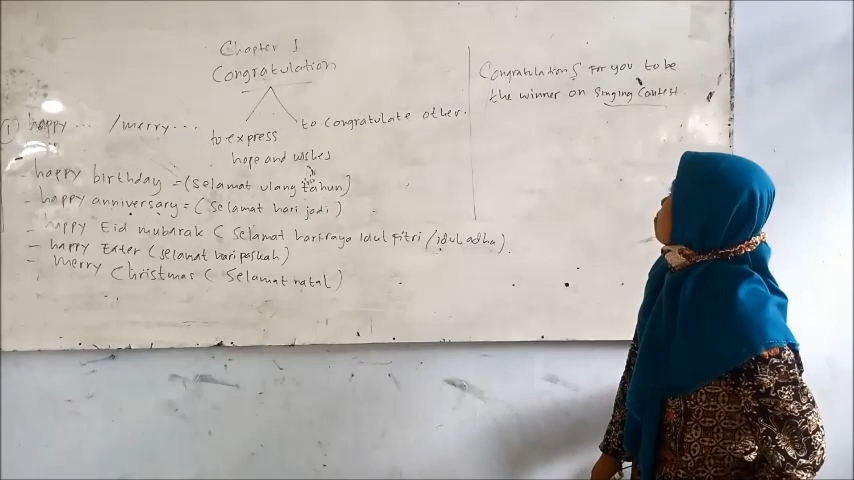 Chapter 1
Congratulation
to express
hope and wishes
to congratulate other.
① happy ... / merry ...
- happy birthday = (Selamat ulang tahun)
- happy anniversary = ( Selamat hari jadi )
- happy Eid mubarak ( Selamat hariraya Idul Fitri / idul adha )
- happy Eater (selamat hari paskah)
- merry Christmas ( Selamat natal )
Congratulations For you to be
the winner on Singing Contest